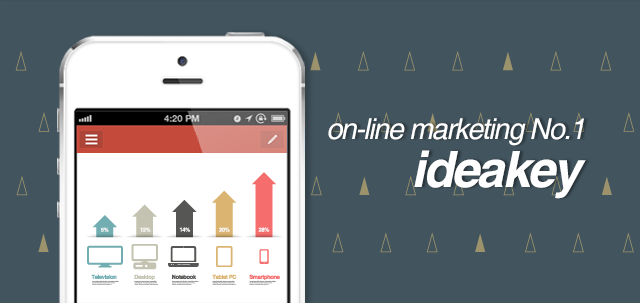 4:20 PM
on-line marketing No.1
ideakey
6%
12%
14%
20%
28%
Television
Desktop
Notebook
Tablet PC
Smartphone